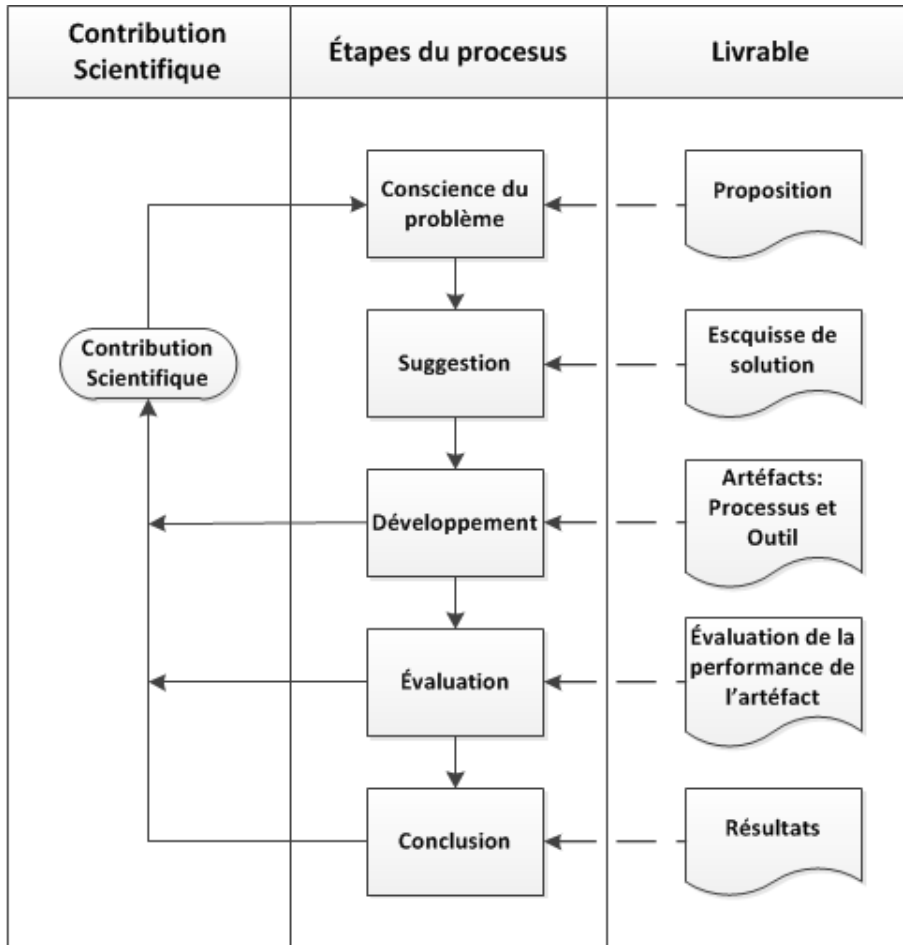 Contribution
Scientifique
Étapes du procesus
Livrable
Conscience du
problème
Proposition
Contribution
Scientifique
Suggestion
Escquisse de
solution
Développement
Artéfacts:
Processus et
Outil
Évaluation
Évaluation de la
performance de
l'artéfact
Conclusion
Résultats